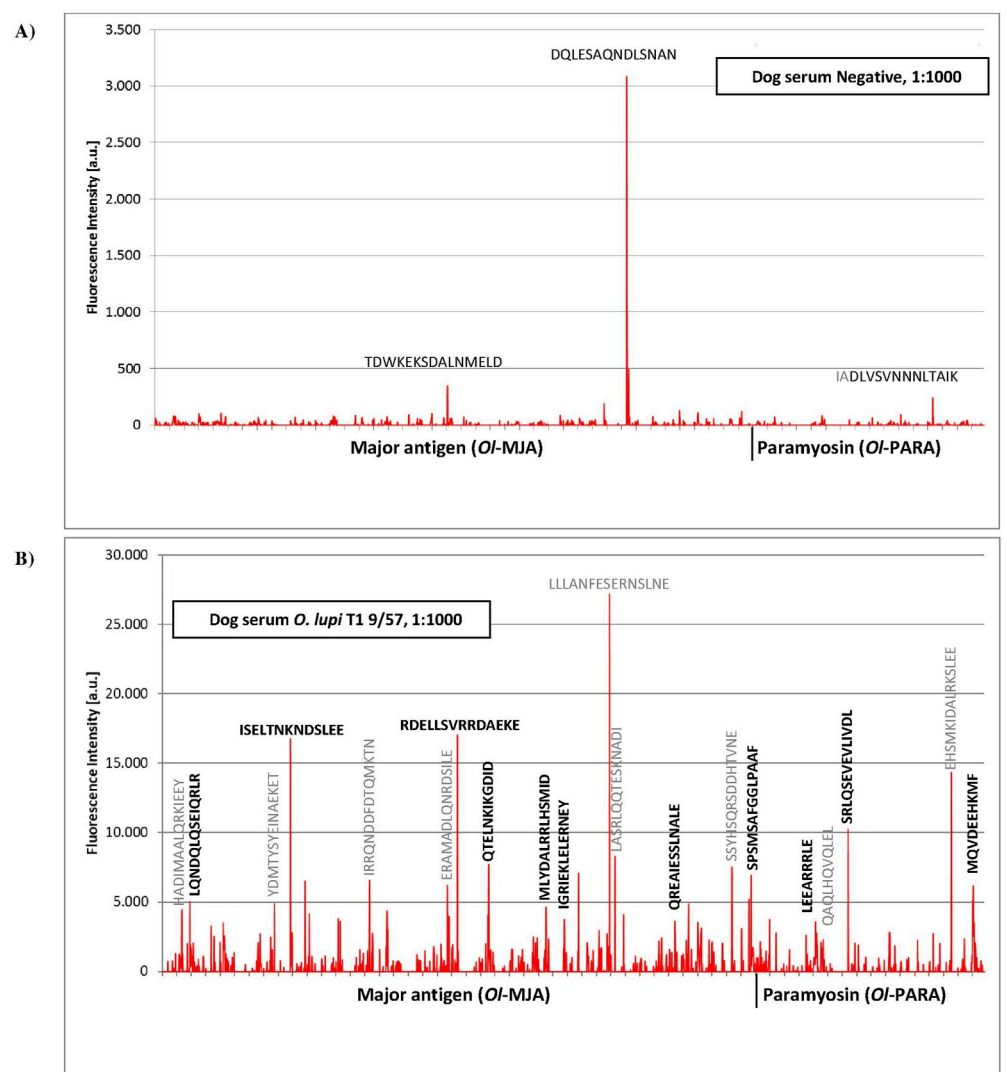 A)
3.500
DQLESAQNDLSNAN
Dog serum Negative, 1:1000
3.000
2.500
2.000
1.500
1.000
500
0
Fluorescence Intensity [a.u.]
TDWKEKSDALNMELD
IADLVSVNNNLTAIK
Major antigen (Ol-MJA)
Paramyosin (Ol-PARA)
B)
30.000
25.000
20.000
15.000
10.000
5.000
0
Fluorescence Intensity [a.u.]
Dog serum O. lupi T1 9/57, 1:1000
HADIMAALQRKIEEY
LQNDQLQSEIQRLR
YDMTYSYEINAEKET
ISELTNKNDSLEE
IRRQNDDFDTQMKTN
ERAMADLQNRDSILE
RDELLSVRRDAEKE
QTELNKIKGDID
MLYDALRRLHSMID
IGRIEKLELERNEY
LLLANFESERNSLNE
LASRLQQTESKNADI
QREAIESSLNALE
SSYHSQRSDDHTVNE
SPSMSAFGGLPAAF
LEEARRRLE
QAQLHQVQLEL
SRLQSEVEVLIVDL
EHSMKIDALRKSLEE
MQVDEEHKMF
Major antigen (Ol-MJA)
Paramyosin (Ol-PARA)